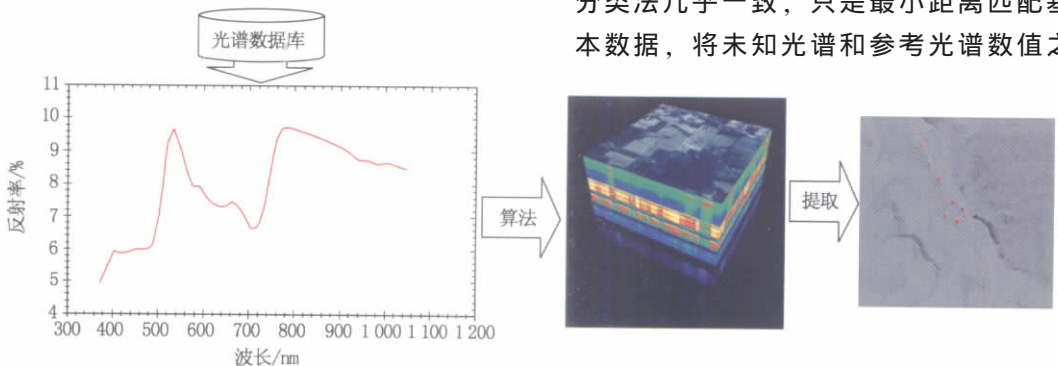 分类法几乎一致，只是最小距离匹配基
本数据，将未知光谱和参考光谱数值之
光谱数据库
11
10
9
8
7
6
5
4
反射率/%
300 400 500 600 700 800 900 1 000 1 100 1 200
波长/nm
算法
提取